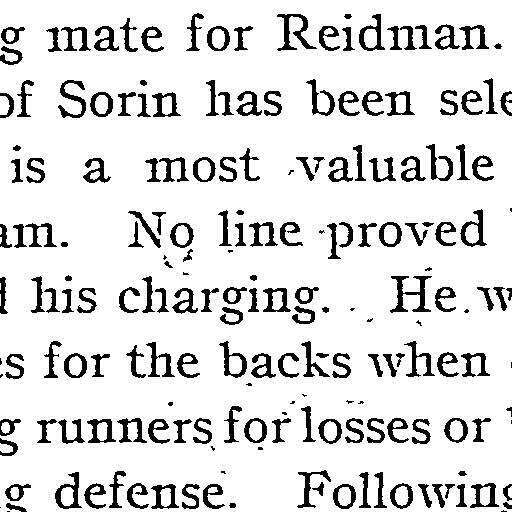 g mate for Reidman.
of Sorin has been sele
is a most valuable
am. No line proved
his charging. He w
es for the backs when
g runners for losses or
ng defense. Following